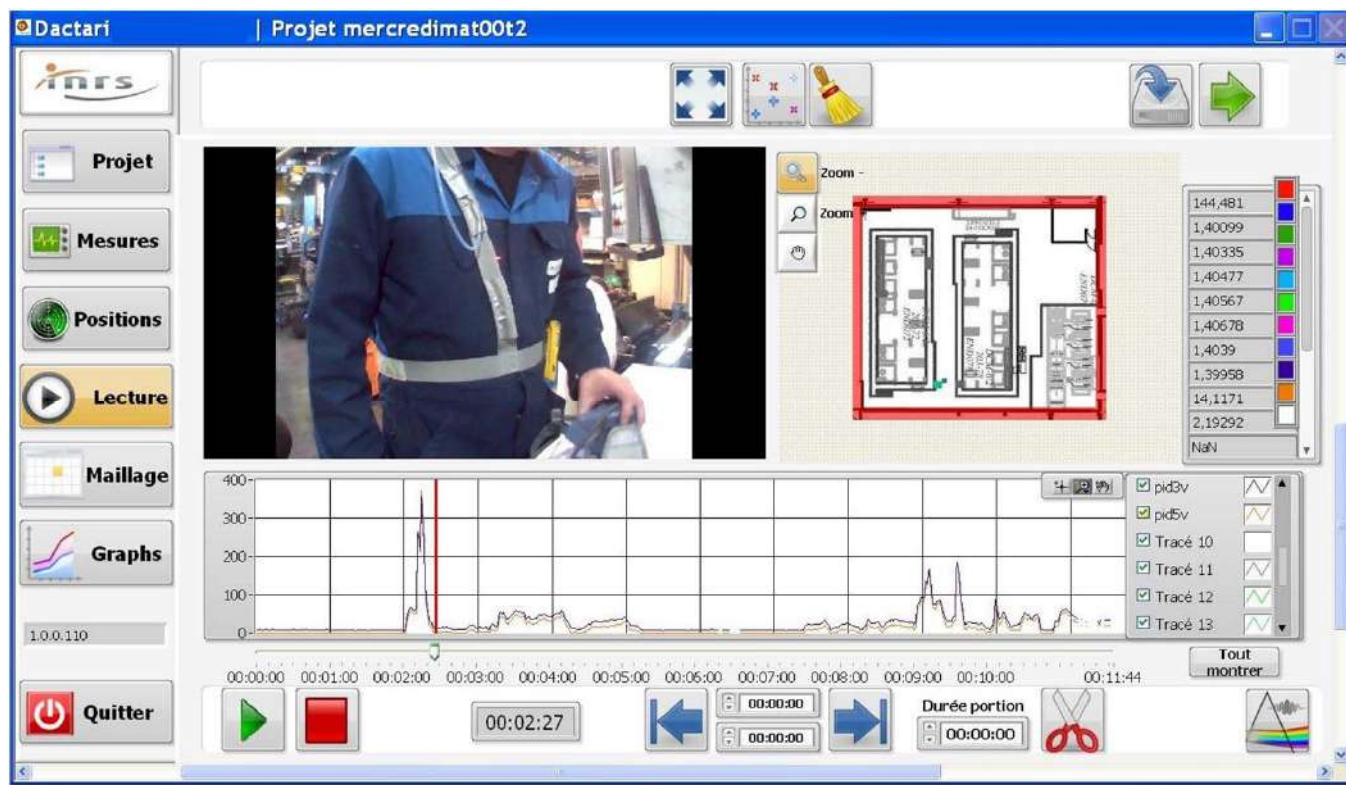 Dactari | Projet mercredimat00t2
inrs
Projet
Mesures
Positions
Lecture
Maillage
Graphs
1.0.0.110
Quitter
Zoom -
Zoom
144,481
1,40099
1,40335
1,40477
1,40567
1,40678
1,4039
1,39958
14,1171
2,19292
NaN
400
300
200
100
0
pid3v
pid5v
Tracé 10
Tracé 11
Tracé 12
Tracé 13
Tout montrer
00:00:00 00:01:00 00:02:00 00:03:00 00:04:00 00:05:00 00:06:00 00:07:00 00:08:00 00:09:00 00:10:00 00:11:44
00:02:27
00:00:00
00:00:00
Durée portion
00:00:00